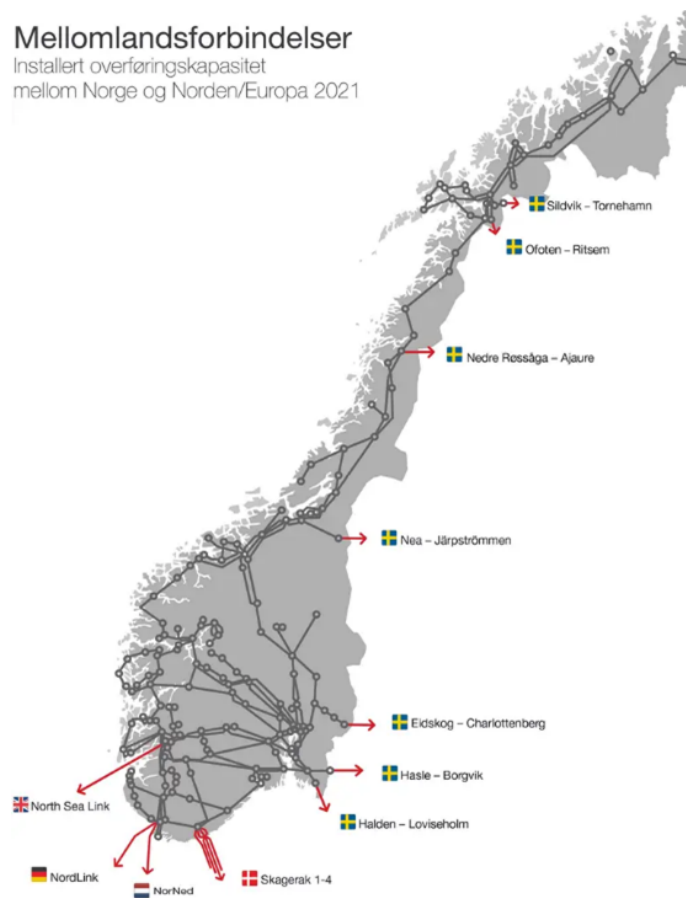 Mellomlandsforbindelser
Installert overføringskapasitet
mellom Norge og Norden/Europa 2021
Sildvik – Tornehamn
Ofoten – Ritsem
Nedre Røssåga – Ajaure
Nea – Järpströmmen
Eidskog – Charlottenberg
Hasle – Borgvik
North Sea Link
Halden – Loviseholm
NordLink
NorNed
Skagerak 1-4